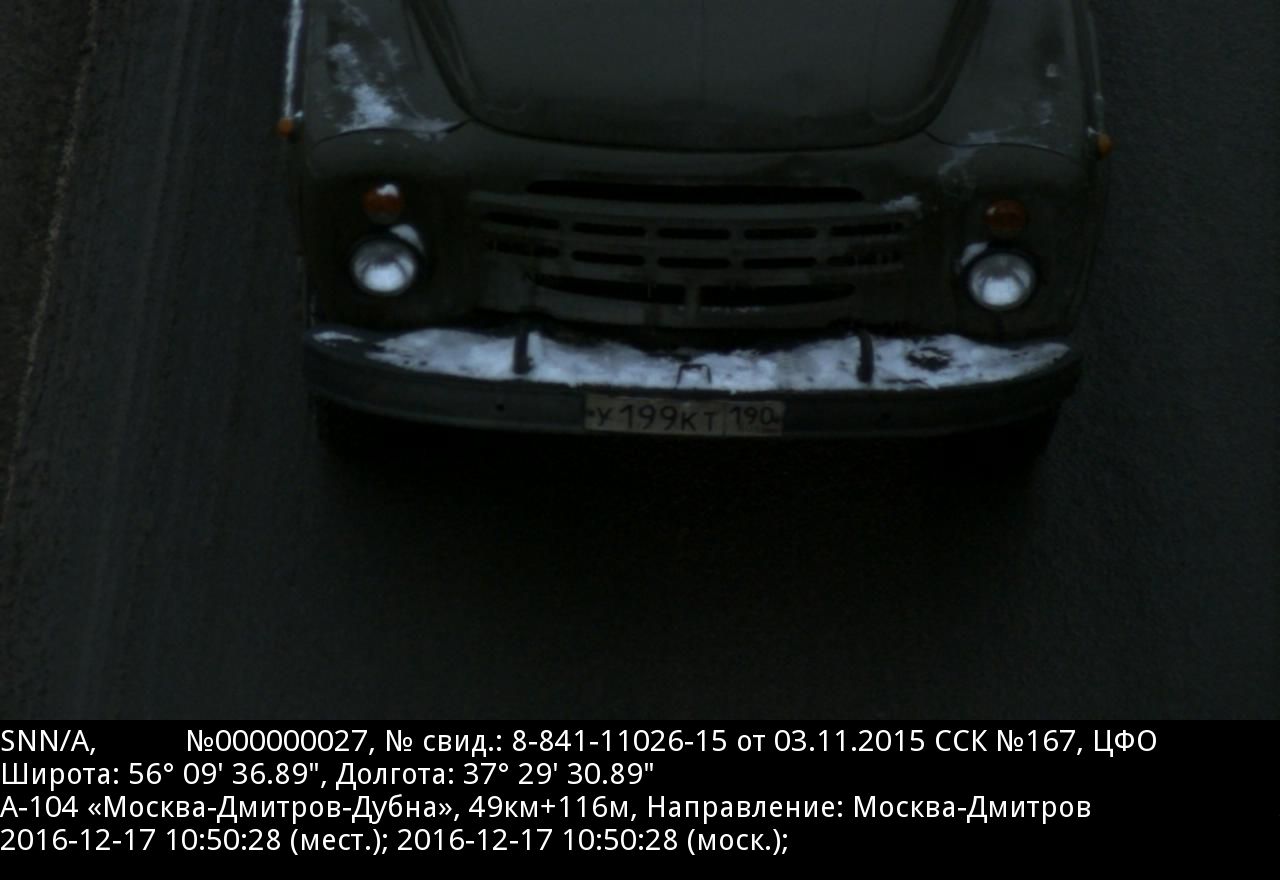 У199КТ 190
SNN/A, №000000027, № свид.: 8-841-11026-15 от 03.11.2015 ССК №167, ЦФО
Широта: 56° 09' 36.89", Долгота: 37° 29' 30.89"
А-104 «Москва-Дмитров-Дубна», 49км+116м, Направление: Москва-Дмитров
2016-12-17 10:50:28 (мест.); 2016-12-17 10:50:28 (моск.);